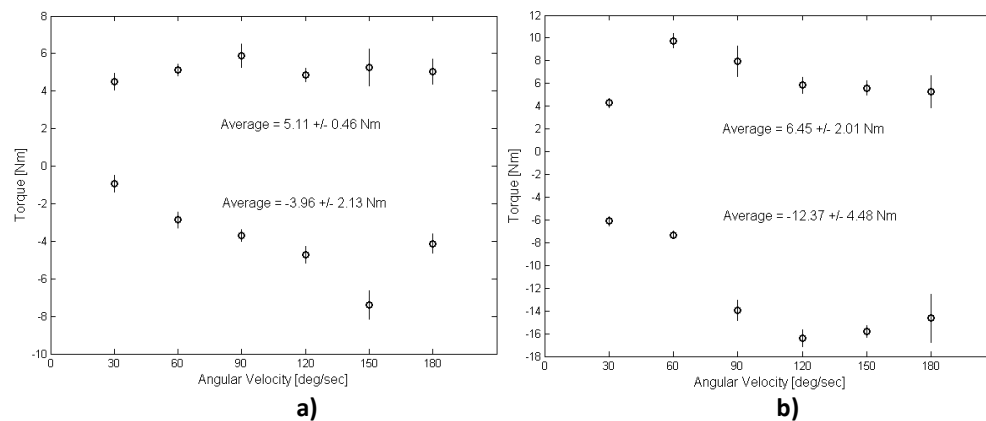 8
6
4
2
0
-2
-4
-6
-8
-10
Torque [Nm]
Average = 5.11 +/- 0.46 Nm
Average = -3.96 +/- 2.13 Nm
0 30 60 90 120 150 180
Angular Velocity [deg/sec]
a)
12
10
8
6
4
2
0
-2
-4
-6
-8
-10
-12
-14
-16
-18
Torque [Nm]
Average = 6.45 +/- 2.01 Nm
Average = -12.37 +/- 4.48 Nm
0 30 60 90 120 150 180
Angular Velocity [deg/sec]
b)